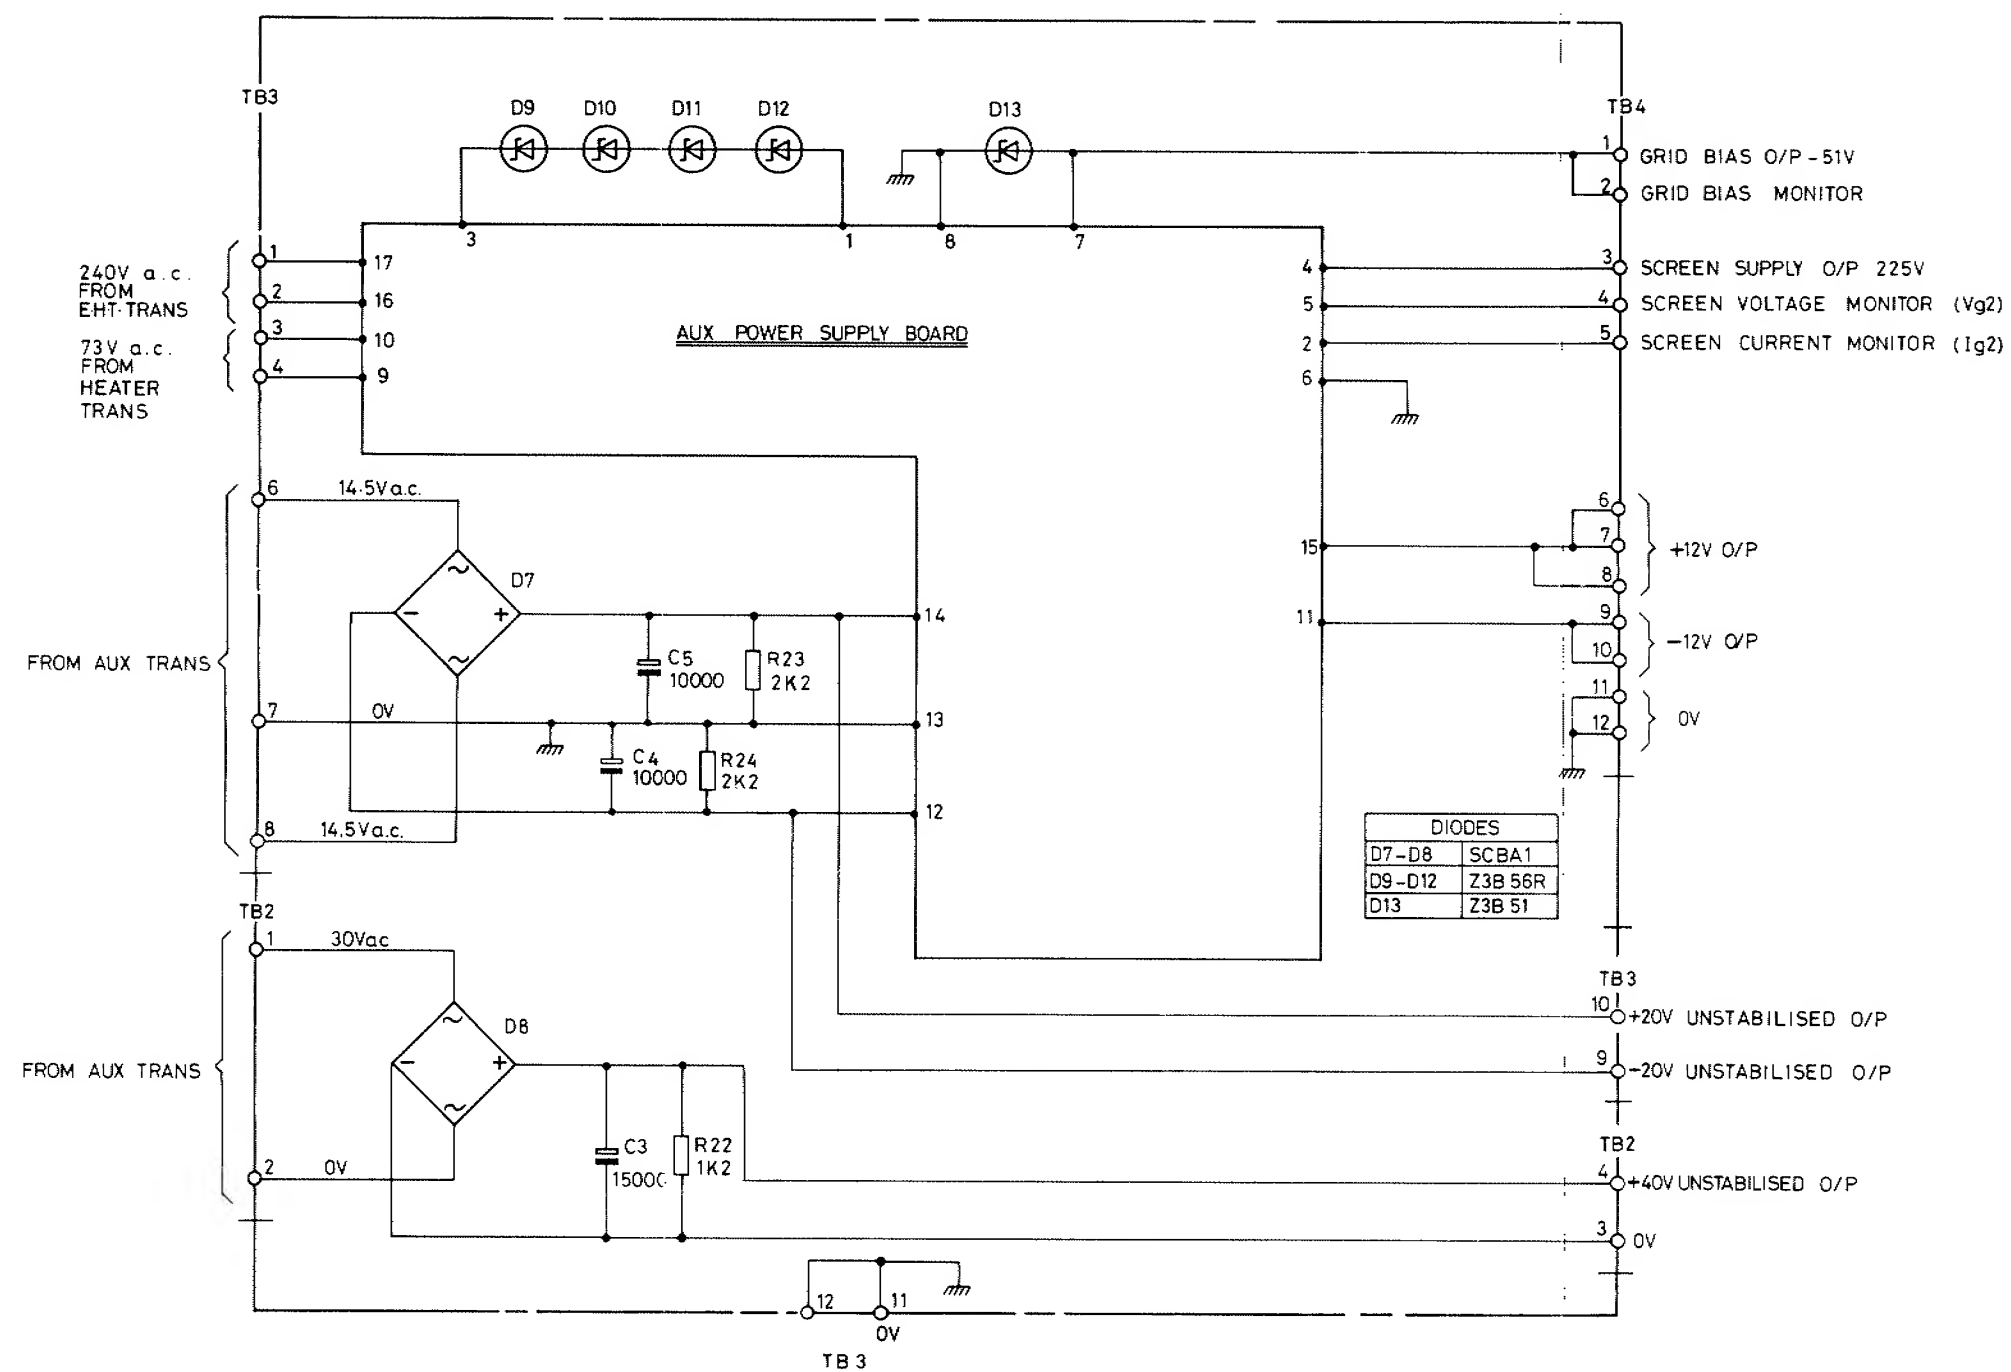 TB3
D9 D10 D11 D12 D13
TB4
1 GRID BIAS O/P -51V
2 GRID BIAS MONITOR
3 1 8 7
1 17
240V a.c.
FROM
EHT·TRANS
2 16
3 10
73V a.c.
FROM
HEATER
TRANS
4 9
AUX POWER SUPPLY BOARD
4 3 SCREEN SUPPLY O/P 225V
5 4 SCREEN VOLTAGE MONITOR (Vg2)
2 5 SCREEN CURRENT MONITOR (Ig2)
6
6 14·5Va.c.
~
D7
- +
~
14
C5
10000
R23
2K2
FROM AUX TRANS
7 0V
13
C4
10000
R24
2K2
12
8 14.5Va.c.
6
15 7 +12V O/P
8
11 9
10 -12V O/P
11
12 0V
DIODES
D7-D8 SCBA1
D9-D12 Z3B 56R
D13 Z3B 51
TB2
1 30Vac
~
D8
- +
~
FROM AUX TRANS
2 0V
C3
R22
1K2
TB3
10 +20V UNSTABILISED O/P
9 -20V UNSTABILISED O/P
TB2
4 +40V UNSTABILISED O/P
3 0V
12 11
0V
TB 3